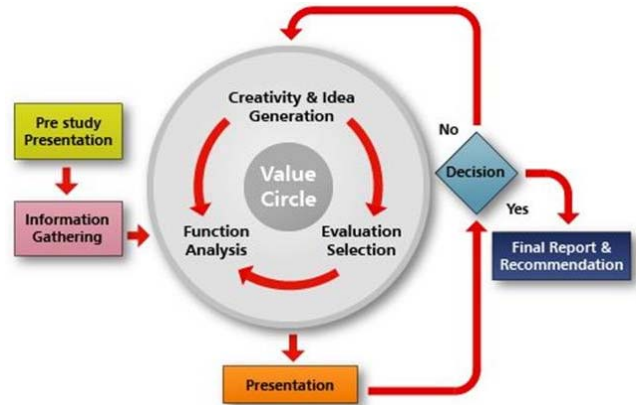 Pre study
Presentation
Information
Gathering
Creativity & Idea
Generation
Value
Circle
Function
Analysis
Evaluation
Selection
Presentation
No
Decision
Yes
Final Report &
Recommendation